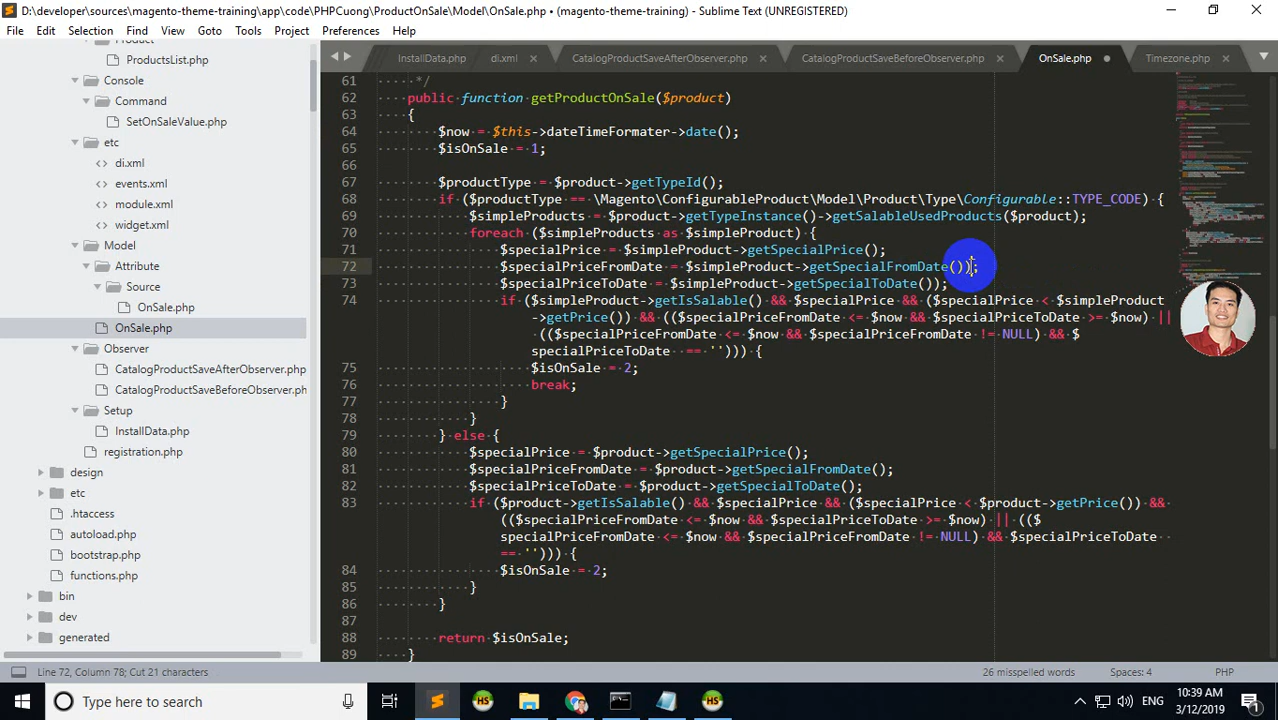 D:\developer\sources\magento-theme-training\app\code\PHPCuong\ProductOnSale\Model\OnSale.php • (magento-theme-training) - Sublime Text (UNREGISTERED)
File Edit Selection Find View Goto Tools Project Preferences Help
InstallData.php di.xml CatalogProductSaveAfterObserver.php CatalogProductSaveBeforeObserver.php OnSale.php Timezone.php
Product
ProductsList.php
Console
Command
SetOnSaleValue.php
etc
di.xml
events.xml
module.xml
widget.xml
Model
Attribute
Source
OnSale.php
OnSale.php
Observer
CatalogProductSaveAfterObserver.php
CatalogProductSaveBeforeObserver.ph
Setup
InstallData.php
registration.php
design
etc
.htaccess
autoload.php
bootstrap.php
functions.php
bin
dev
generated
61 */
62 public function getProductOnSale($product)
63 {
64 $now = $this->dateTimeFormater->date();
65 $isOnSale = 1;
66
67 $productType = $product->getTypeId();
68 if ($productType == \Magento\ConfigurableProduct\Model\Product\Type\Configurable::TYPE_CODE) {
69 $simpleProducts = $product->getTypeInstance()->getSalableUsedProducts($product);
70 foreach ($simpleProducts as $simpleProduct) {
71 $specialPrice = $simpleProduct->getSpecialPrice();
72 $specialPriceFromDate = $simpleProduct->getSpecialFromDate());
73 $specialPriceToDate = $simpleProduct->getSpecialToDate());
74 if ($simpleProduct->getIsSalable() && $specialPrice && ($specialPrice < $simpleProduct
->getPrice()) && (($specialPriceFromDate <= $now && $specialPriceToDate >= $now) ||
(($specialPriceFromDate <= $now && $specialPriceFromDate != NULL) && $
specialPriceToDate == ''))) {
75 $isOnSale = 2;
76 break;
77 }
78 }
79 } else {
80 $specialPrice = $product->getSpecialPrice();
81 $specialPriceFromDate = $product->getSpecialFromDate();
82 $specialPriceToDate = $product->getSpecialToDate();
83 if ($product->getIsSalable() && $specialPrice && ($specialPrice < $product->getPrice()) &&
(($specialPriceFromDate <= $now && $specialPriceToDate >= $now) || (($
specialPriceFromDate <= $now && $specialPriceFromDate != NULL) && $specialPriceToDate
== ''))) {
84 $isOnSale = 2;
85 }
86 }
87
88 return $isOnSale;
89 }
Line 72, Column 78; Cut 21 characters 26 misspelled words Spaces: 4 PHP
Type here to search
HS HS
ENG
10:39 AM
3/12/2019
1